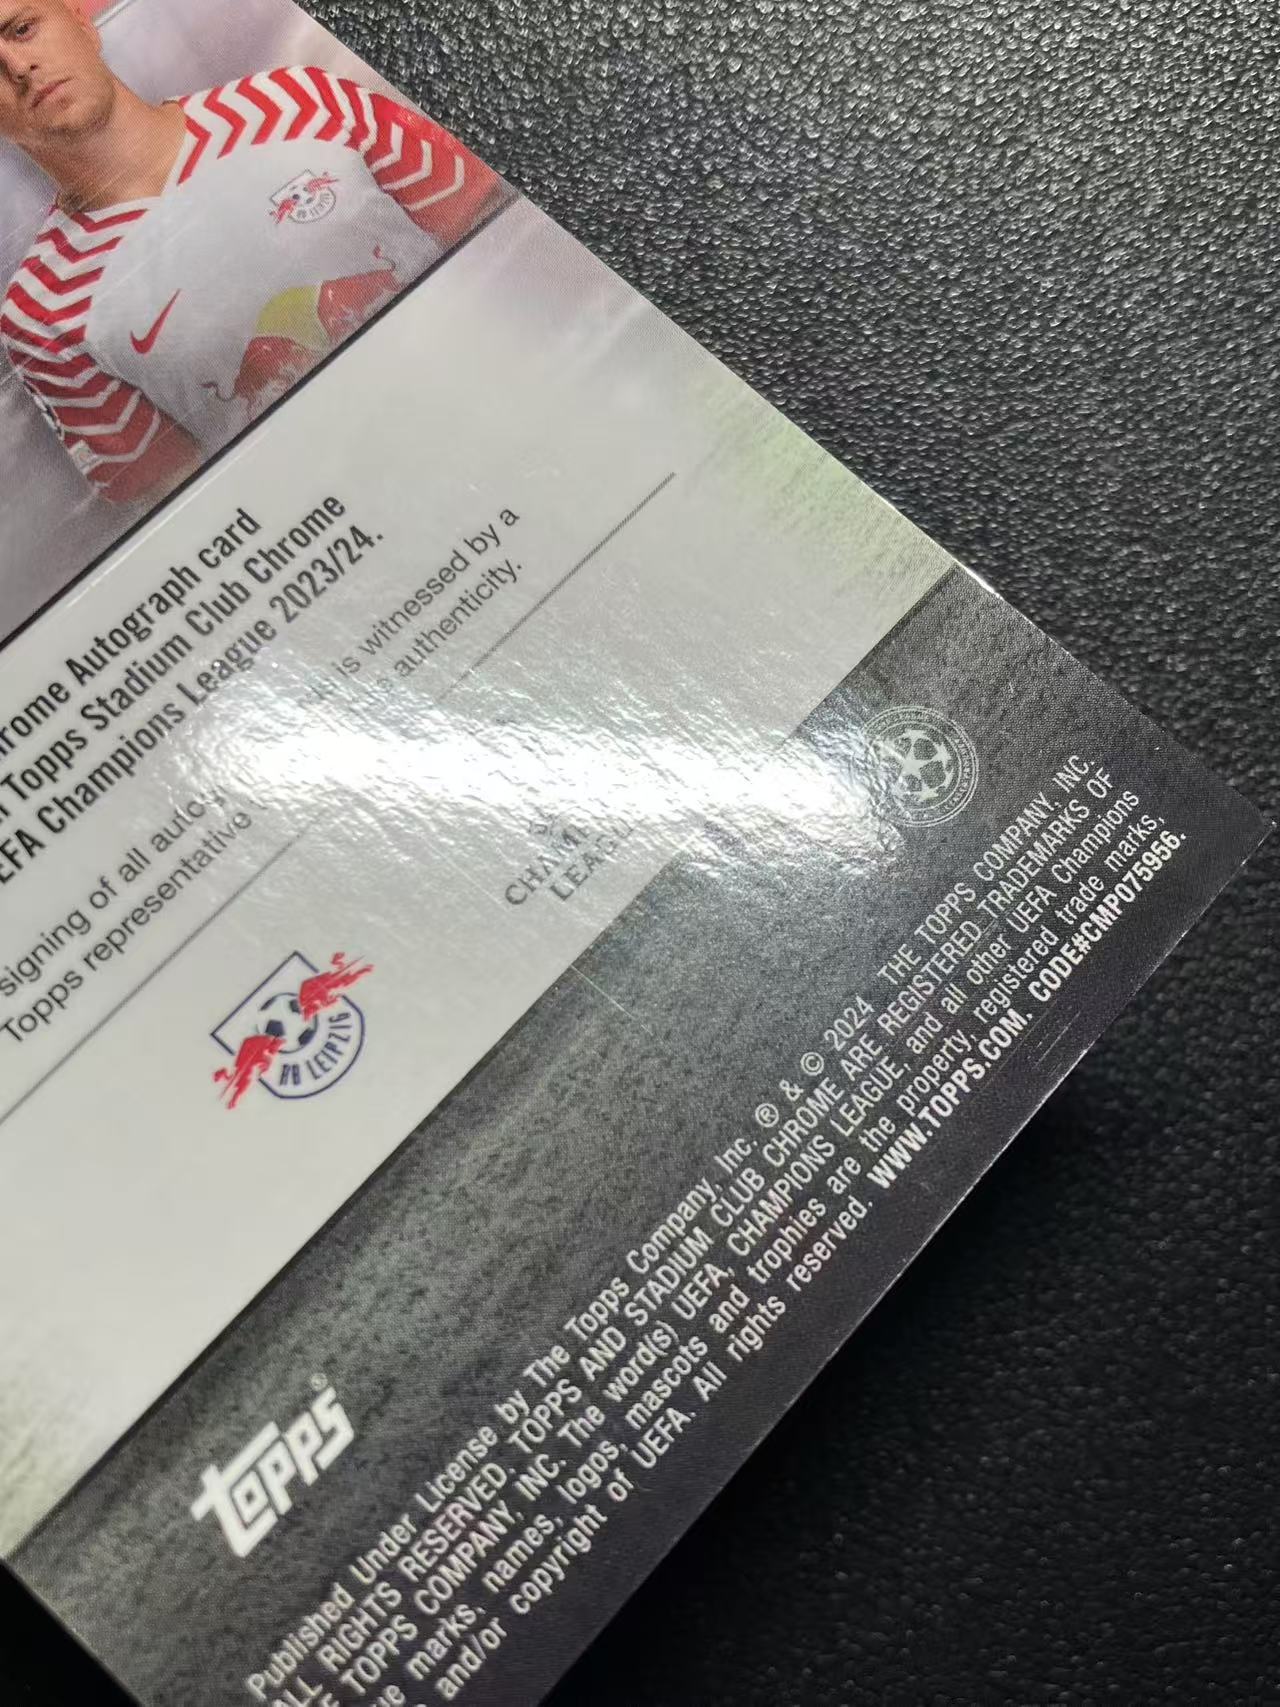 RB LEIPZIG
Chrome Autograph card
Topps Stadium Club Chrome
UEFA Champions League 2023/24.
signing of all is witnessed by a
Topps representative authenticity.
RB LEIPZIG
CHAMPIONS
LEAGUE
TOPPS®
Published Under License by The Topps Company, Inc. ® & © 2024 THE TOPPS COMPANY, INC.
ALL RIGHTS RESERVED. TOPPS AND STADIUM CLUB CHROME ARE REGISTERED TRADEMARKS OF
TOPPS COMPANY, INC. The word(s) UEFA, CHAMPIONS LEAGUE, and all other UEFA Champions
marks, names, logos, mascots and trophies are the property, registered trade marks,
and/or copyright of UEFA. All rights reserved. WWW.TOPPS.COM. CODE#CMP075956.